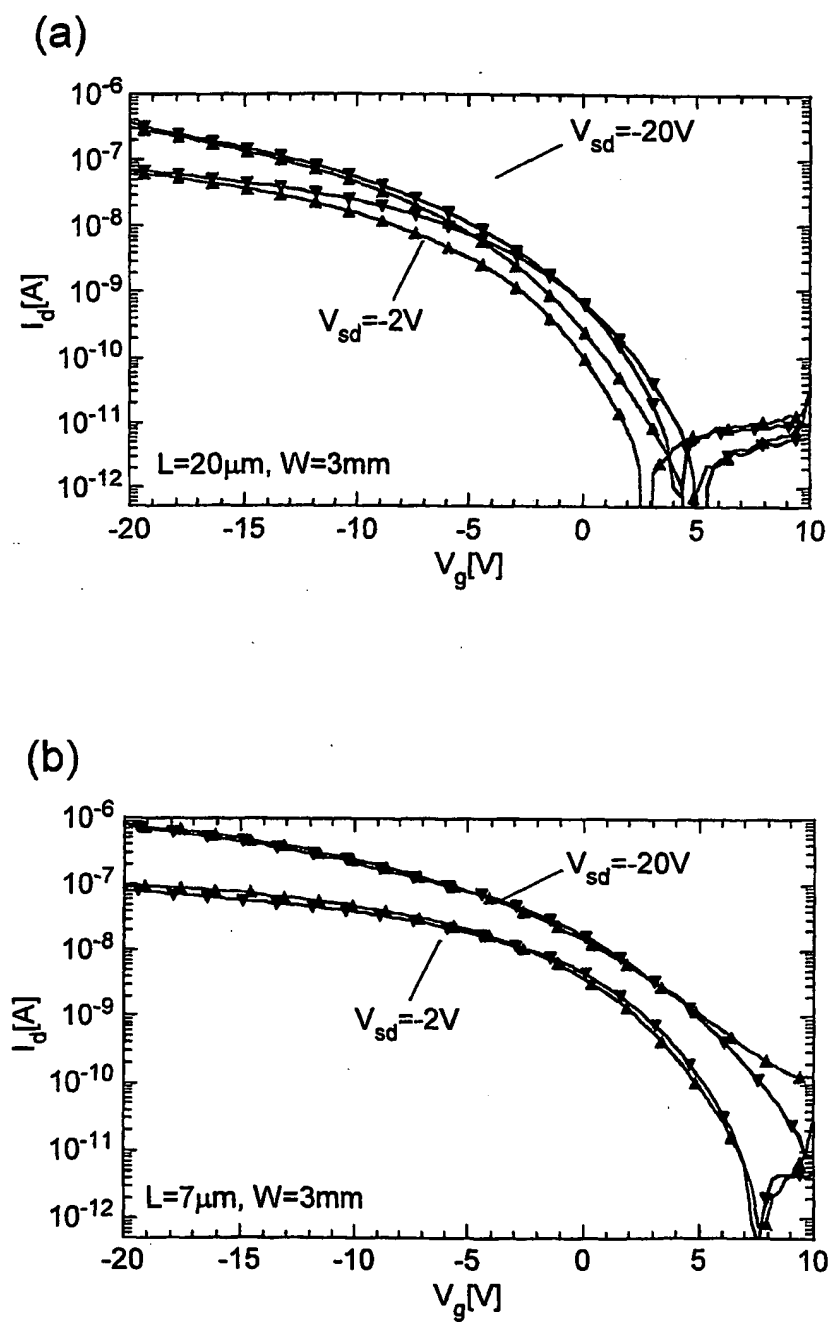 (a)
10⁻⁶
10⁻⁷
10⁻⁸
10⁻⁹
10⁻¹⁰
10⁻¹¹
10⁻¹²
I_d[A]
V_sd=-20V
V_sd=-2V
L=20μm, W=3mm
-20 -15 -10 -5 0 5 10
V_g[V]
(b)
10⁻⁶
10⁻⁷
10⁻⁸
10⁻⁹
10⁻¹⁰
10⁻¹¹
10⁻¹²
I_d[A]
V_sd=-20V
V_sd=-2V
L=7μm, W=3mm
-20 -15 -10 -5 0 5 10
V_g[V]